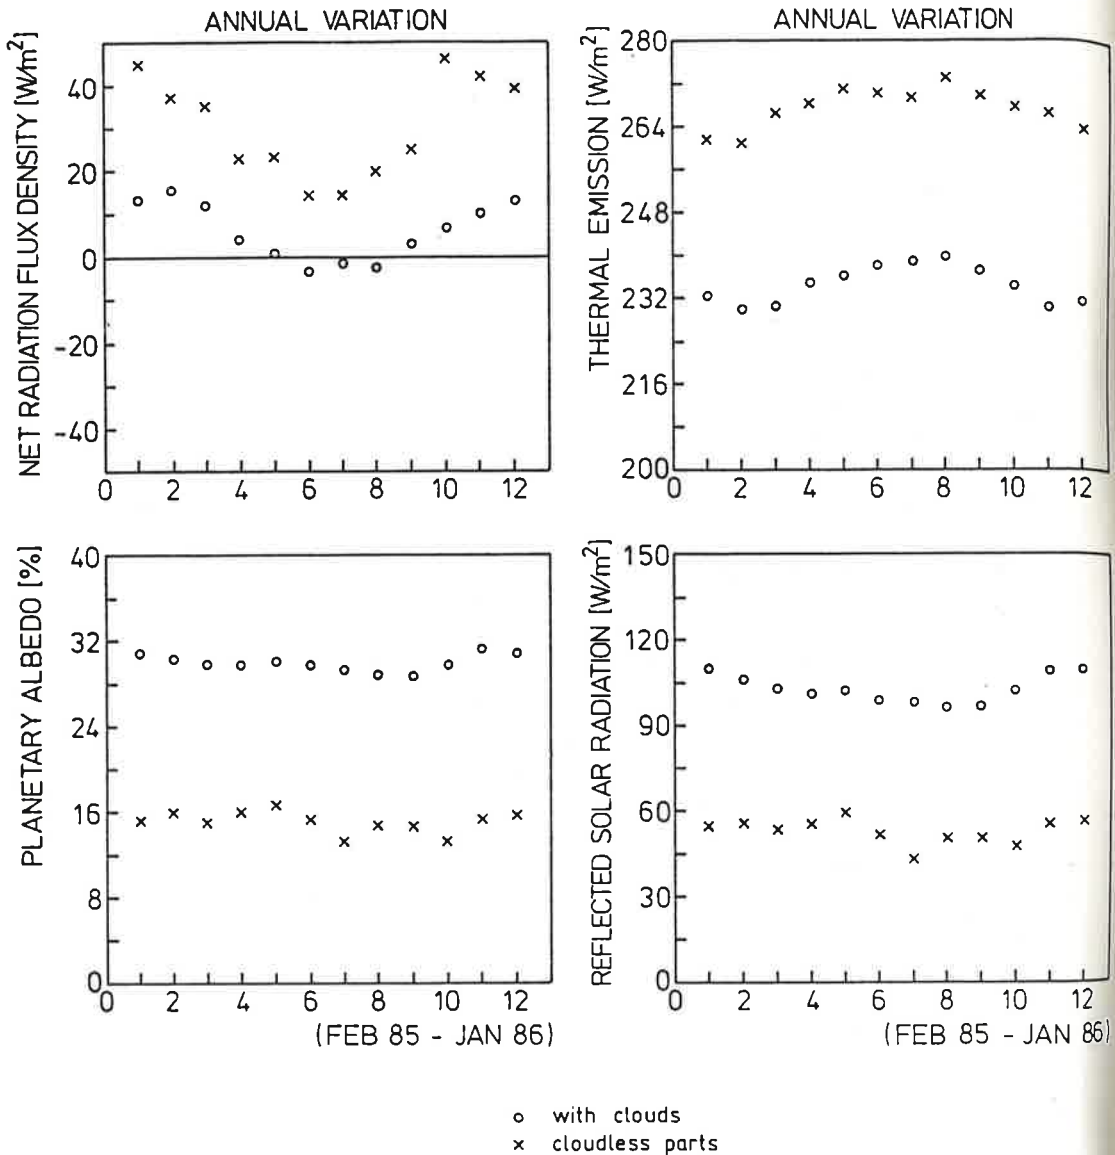 ANNUAL VARIATION
NET RADIATION FLUX DENSITY [W/m²]
40
20
0
-20
-40
0 2 4 6 8 10 12
ANNUAL VARIATION
THERMAL EMISSION [W/m²]
280
264
248
232
216
200
0 2 4 6 8 10 12
PLANETARY ALBEDO [%]
40
32
24
16
8
0
0 2 4 6 8 10 12
(FEB 85 - JAN 86)
REFLECTED SOLAR RADIATION [W/m²]
150
120
90
60
30
0
0 2 4 6 8 10 12
(FEB 85 - JAN 86)
o with clouds
x cloudless parts